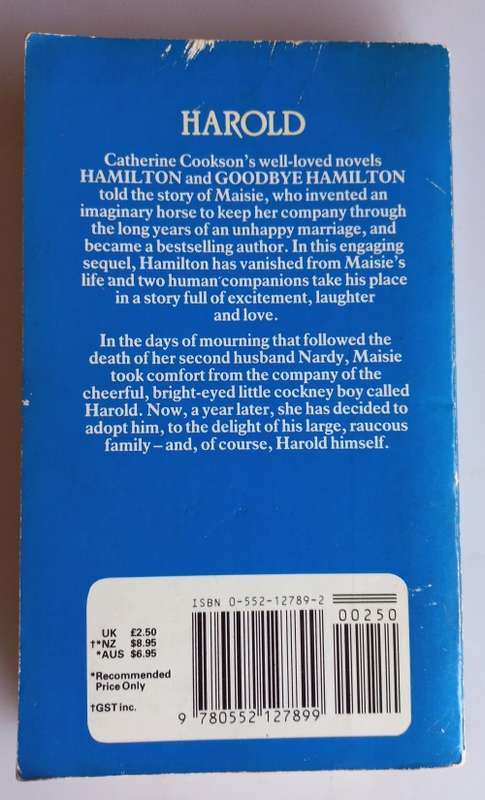 HAROLD
Catherine Cookson's well-loved novels
HAMILTON and GOODBYE HAMILTON
told the story of Maisie, who invented an
imaginary horse to keep her company through
the long years of an unhappy marriage, and
became a bestselling author. In this engaging
sequel, Hamilton has vanished from Maisie's
life and two human companions take his place
in a story full of excitement, laughter
and love.
In the days of mourning that followed the
death of her second husband Nardy, Maisie
took comfort from the company of the
cheerful, bright-eyed little cockney boy called
Harold. Now, a year later, she has decided to
adopt him, to the delight of his large, raucous
family – and, of course, Harold himself.
ISBN 0-552-12789-2
00250
UK £2.50
†*NZ $8.95
*AUS $6.95
*Recommended
Price Only
†GST inc.
9 780552 127899